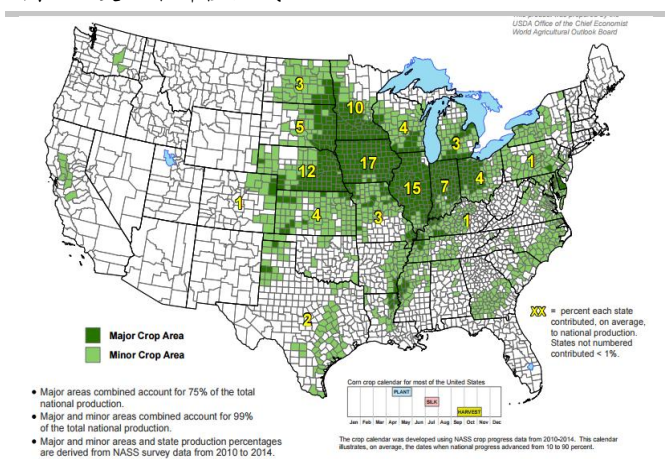 USDA Office of the Chief Economist
World Agricultural Outlook Board
3
10
5
4
3
17
12
1
15
7
4
1
4
3
1
2
XX = percent each state
contributed, on average,
to national production.
States not numbered
contributed < 1%.
Major Crop Area
Minor Crop Area
• Major areas combined account for 75% of the total
national production.
• Major and minor areas combined account for 99%
of the total national production.
• Major and minor areas and state production percentages
are derived from NASS survey data from 2010 to 2014.
Corn crop calendar for most of the United States
PLANT
SILK
HARVEST
Jan Feb Mar Apr May Jun Jul Aug Sep Oct Nov Dec
The crop calendar was developed using NASS crop progress data from 2010-2014. This calendar
illustrates, on average, the dates when national progress advanced from 10 to 90 percent.